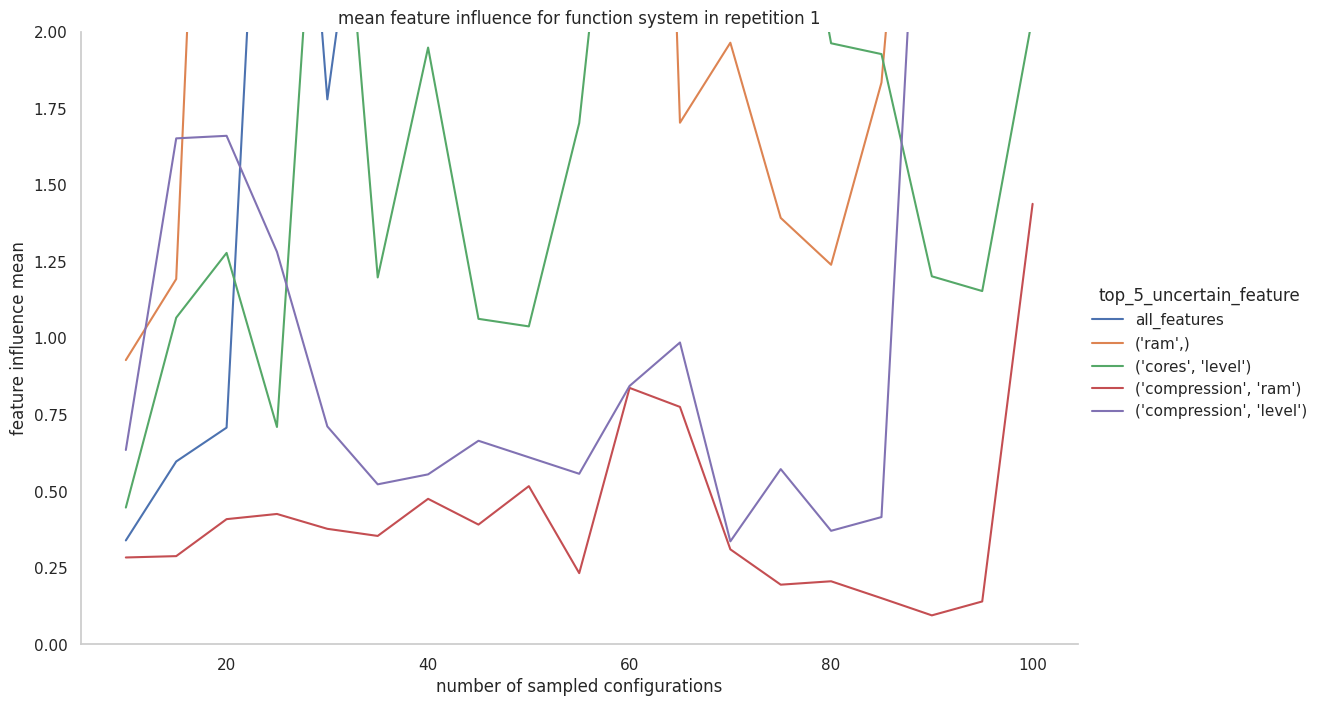 mean feature influence for function system in repetition 1
2.00
1.75
1.50
1.25
1.00
0.75
0.50
0.25
0.00
feature influence mean
20
40
60
80
100
number of sampled configurations
top_5_uncertain_feature
all_features
('ram',)
('cores', 'level')
('compression', 'ram')
('compression', 'level')